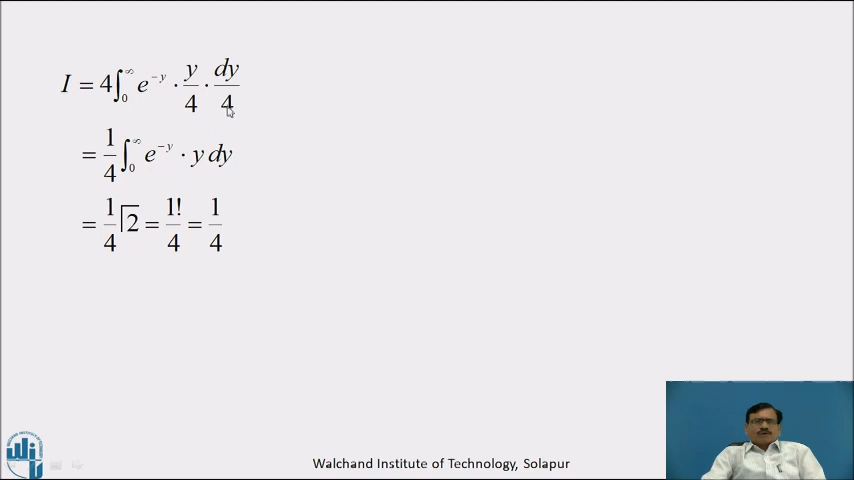 I = 4∫₀^∞ e^{-y} · y/4 · dy/4
= 1/4 ∫₀^∞ e^{-y} · y dy
= 1/4 Γ2 = 1!/4 = 1/4
Walchand Institute of Technology, Solapur